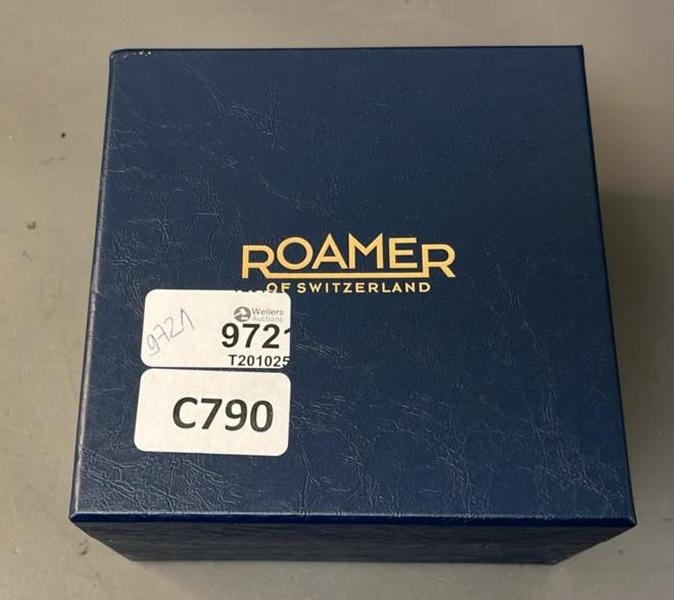 ROAMER
OF SWITZERLAND
Wellers
Auctions
9721
9721
T201025
C790